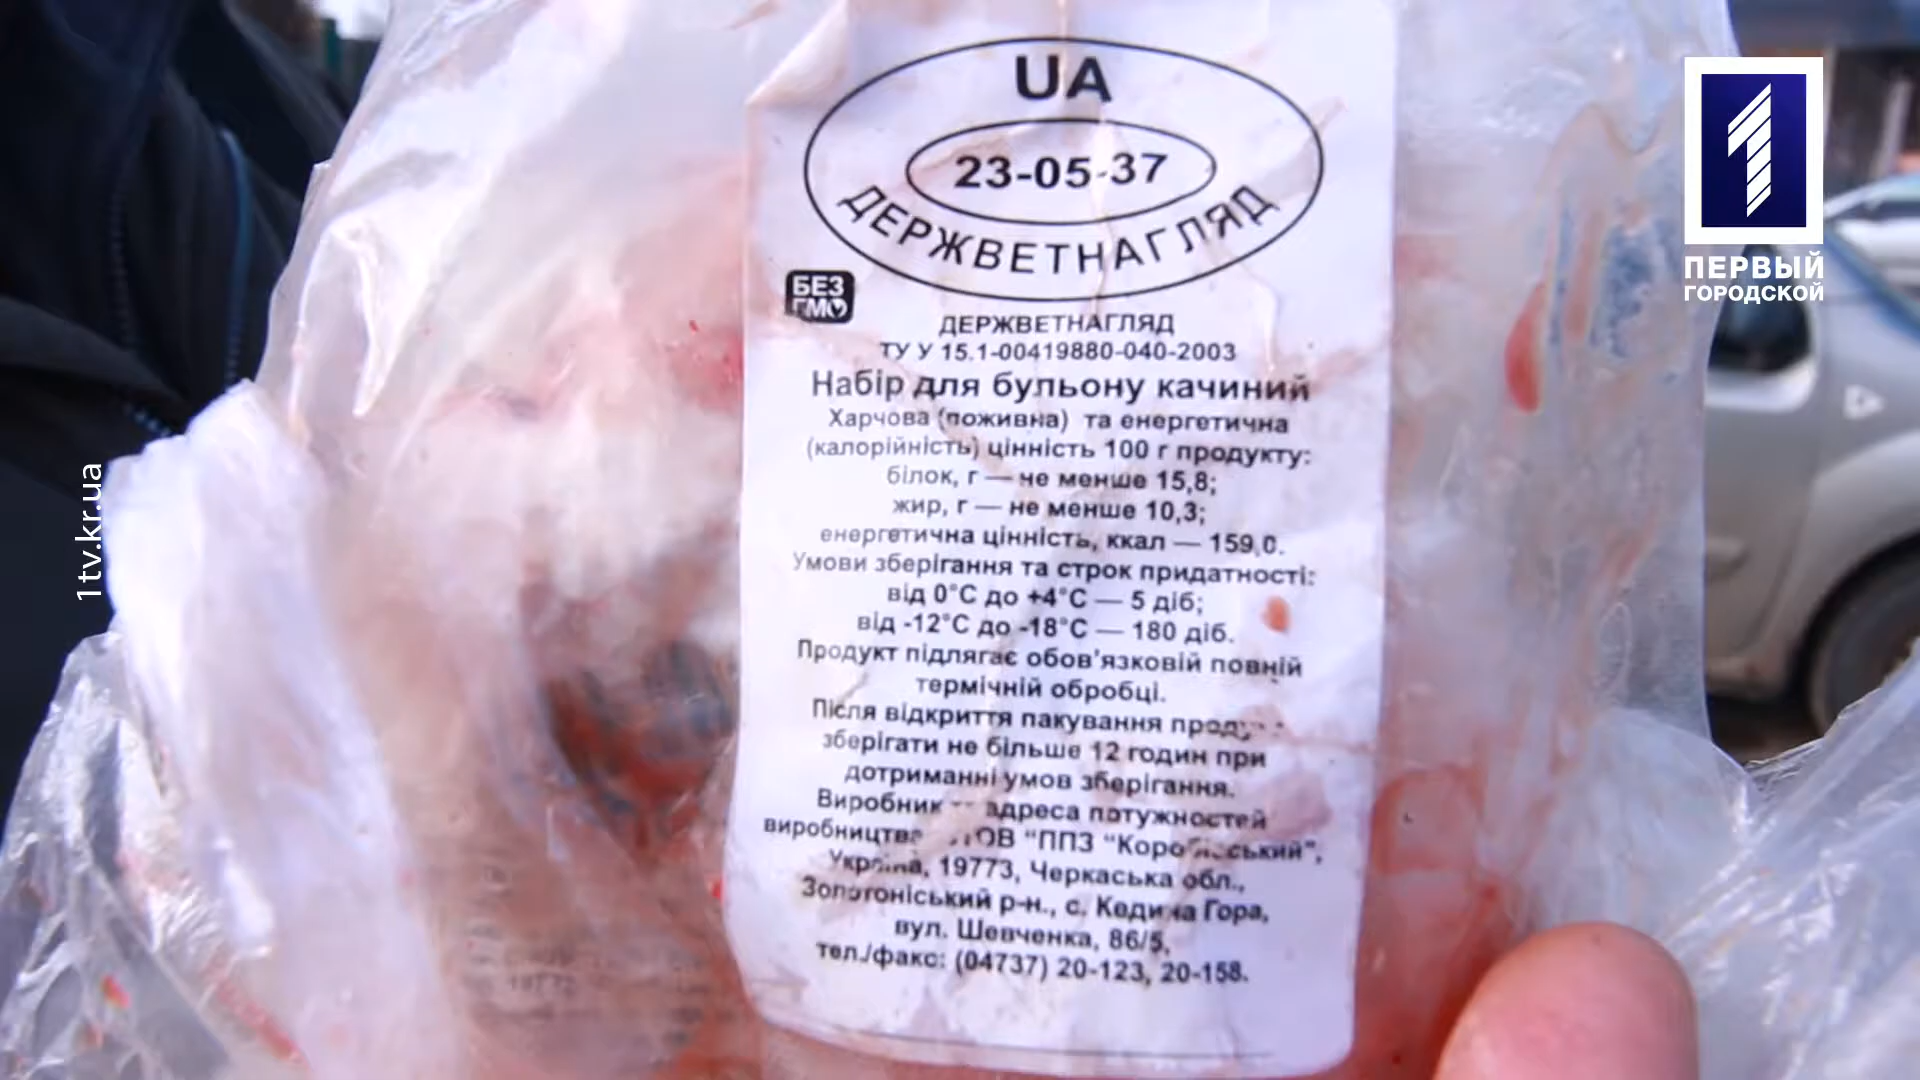 UA
23-05-37
ДЕРЖВЕТНАГЛЯД
БЕЗ
ГМО
ДЕРЖВЕТНАГЛЯД
ТУ У 15.1-00419880-040-2003
Набір для бульону качиний
Харчова (поживна) та енергетична
(калорійність) цінність 100 г продукту:
білок, г — не менше 15,8;
жир, г — не менше 10,3;
енергетична цінність, ккал — 159,0.
Умови зберігання та строк придатності:
від 0°С до +4°С — 5 діб;
від -12°С до -18°С — 180 діб.
Продукт підлягає обов'язковій повній
термічній обробці.
Після відкриття пакування
зберігати не більше 12 годин при
дотриманні умов зберігання.
Виробник адреса потужностей
виробництва "ППЗ
Україна, 19773, Черкаська обл.,
Золотоніський р-н., с. Кедина Гора,
вул. Шевченка, 86/5,
тел./факс: (04737) 20-123, 20-158.
ПЕРВЫЙ
ГОРОДСКОЙ
1tv.kr.ua